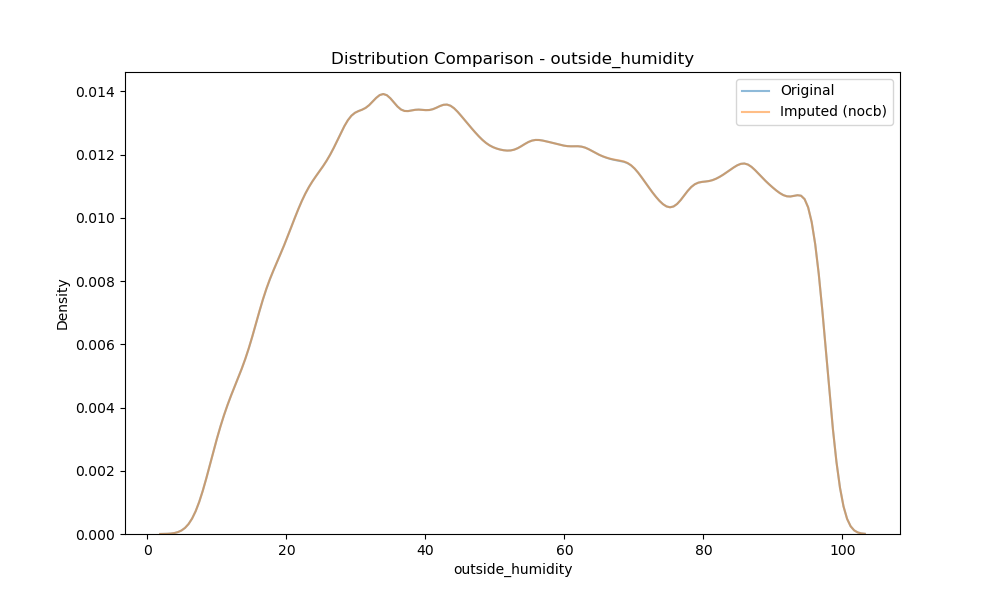 Distribution Comparison - outside_humidity
Original
Imputed (nocb)
Density
0.014
0.012
0.010
0.008
0.006
0.004
0.002
0.000
0 20 40 60 80 100
outside_humidity